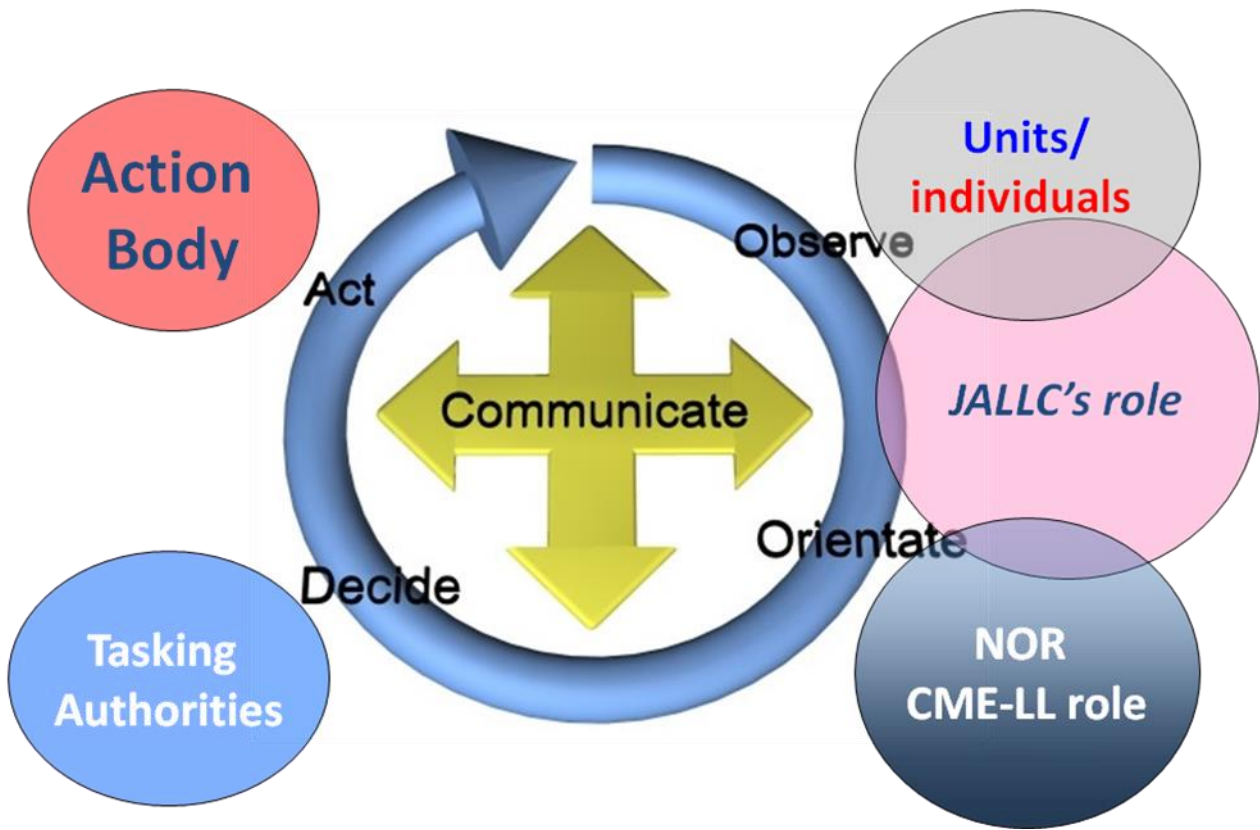 Action
Body
Units/
individuals
Observe
Act
Communicate
JALLC's role
Orientate
Decide
Tasking
Authorities
NOR
CME-LL role